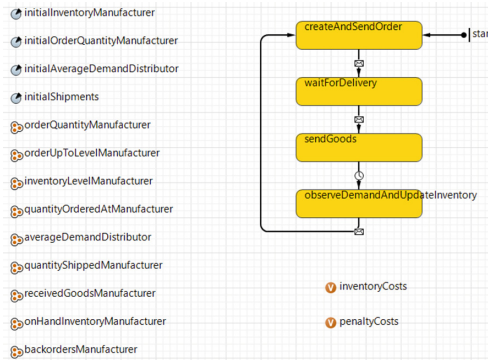 initialInventoryManufacturer
initialOrderQuantityManufacturer
initialAverageDemandDistributor
initialShipments
orderQuantityManufacturer
orderUpToLevelManufacturer
inventoryLevelManufacturer
quantityOrderedAtManufacturer
averageDemandDistributor
quantityShippedManufacturer
receivedGoodsManufacturer
onHandInventoryManufacturer
backordersManufacturer
createAndSendOrder
star
waitForDelivery
sendGoods
observeDemandAndUpdateInventory
V inventoryCosts
V penaltyCosts